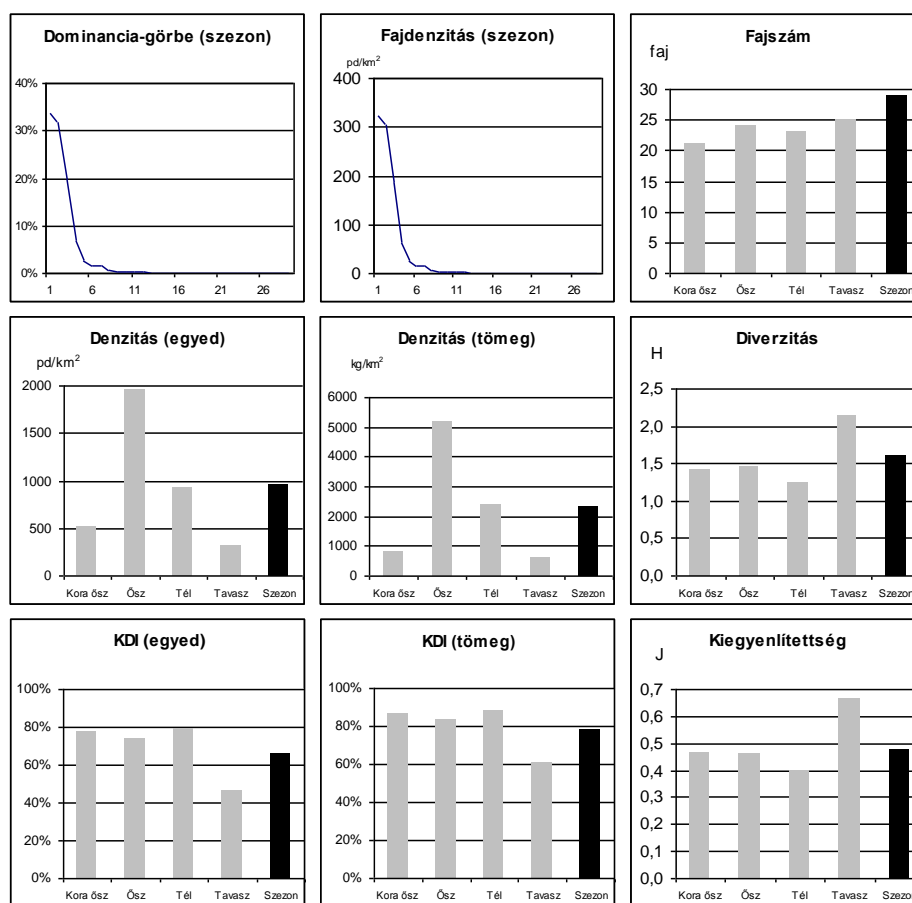 Dominancia-görbe (szezon)
40%
30%
20%
10%
0%
1 6 11 16 21 26
Fajdenzitás (szezon)
pd/km²
400
300
200
100
0
1 6 11 16 21 26
Fajszám
faj
30
25
20
15
10
5
0
Kora ősz Ősz Tél Tavasz Szezon
Denzitás (egyed)
pd/km²
2000
1500
1000
500
0
Kora ősz Ősz Tél Tavasz Szezon
Denzitás (tömeg)
kg/km²
6000
5000
4000
3000
2000
1000
0
Kora ősz Ősz Tél Tavasz Szezon
Diverzitás
H
2,5
2,0
1,5
1,0
0,5
0,0
Kora ősz Ősz Tél Tavasz Szezon
KDI (egyed)
100%
80%
60%
40%
20%
0%
Kora ősz Ősz Tél Tavasz Szezon
KDI (tömeg)
100%
80%
60%
40%
20%
0%
Kora ősz Ősz Tél Tavasz Szezon
Kiegyenlítettség
J
0,7
0,6
0,5
0,4
0,3
0,2
0,1
0,0
Kora ősz Ősz Tél Tavasz Szezon